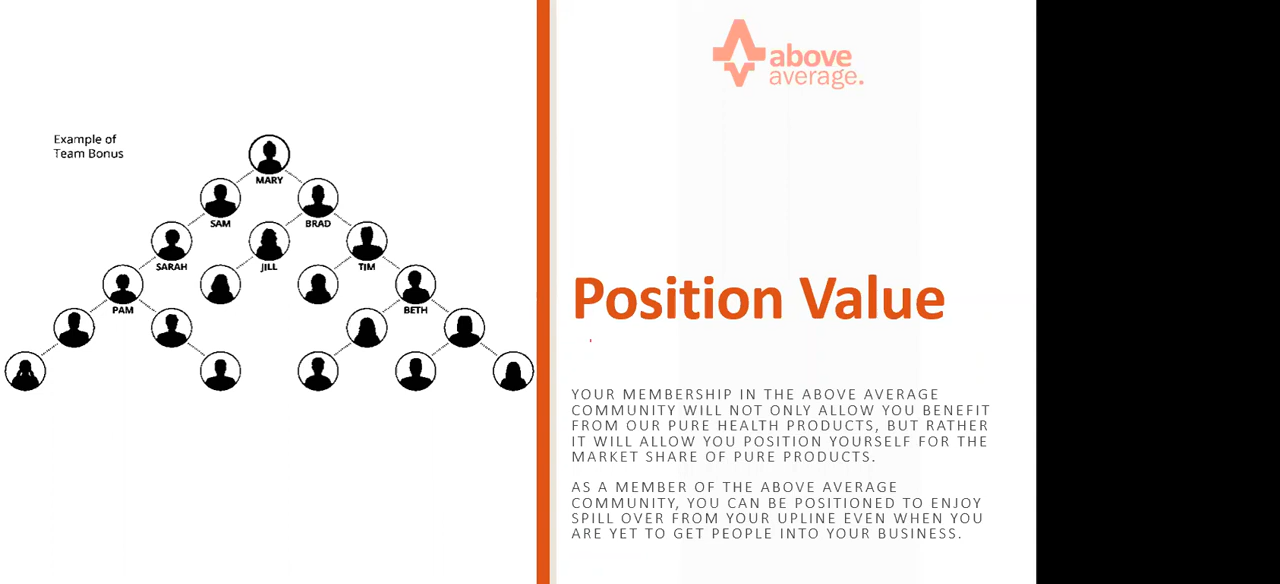 Example of
Team Bonus
MARY
SAM
BRAD
SARAH
JILL
TIM
PAM
BETH
above
average.
Position Value
YOUR MEMBERSHIP IN THE ABOVE AVERAGE
COMMUNITY WILL NOT ONLY ALLOW YOU BENEFIT
FROM OUR PURE HEALTH PRODUCTS, BUT RATHER
IT WILL ALLOW YOU POSITION YOURSELF FOR THE
MARKET SHARE OF PURE PRODUCTS.
AS A MEMBER OF THE ABOVE AVERAGE
COMMUNITY, YOU CAN BE POSITIONED TO ENJOY
SPILL OVER FROM YOUR UPLINE EVEN WHEN YOU
ARE YET TO GET PEOPLE INTO YOUR BUSINESS.